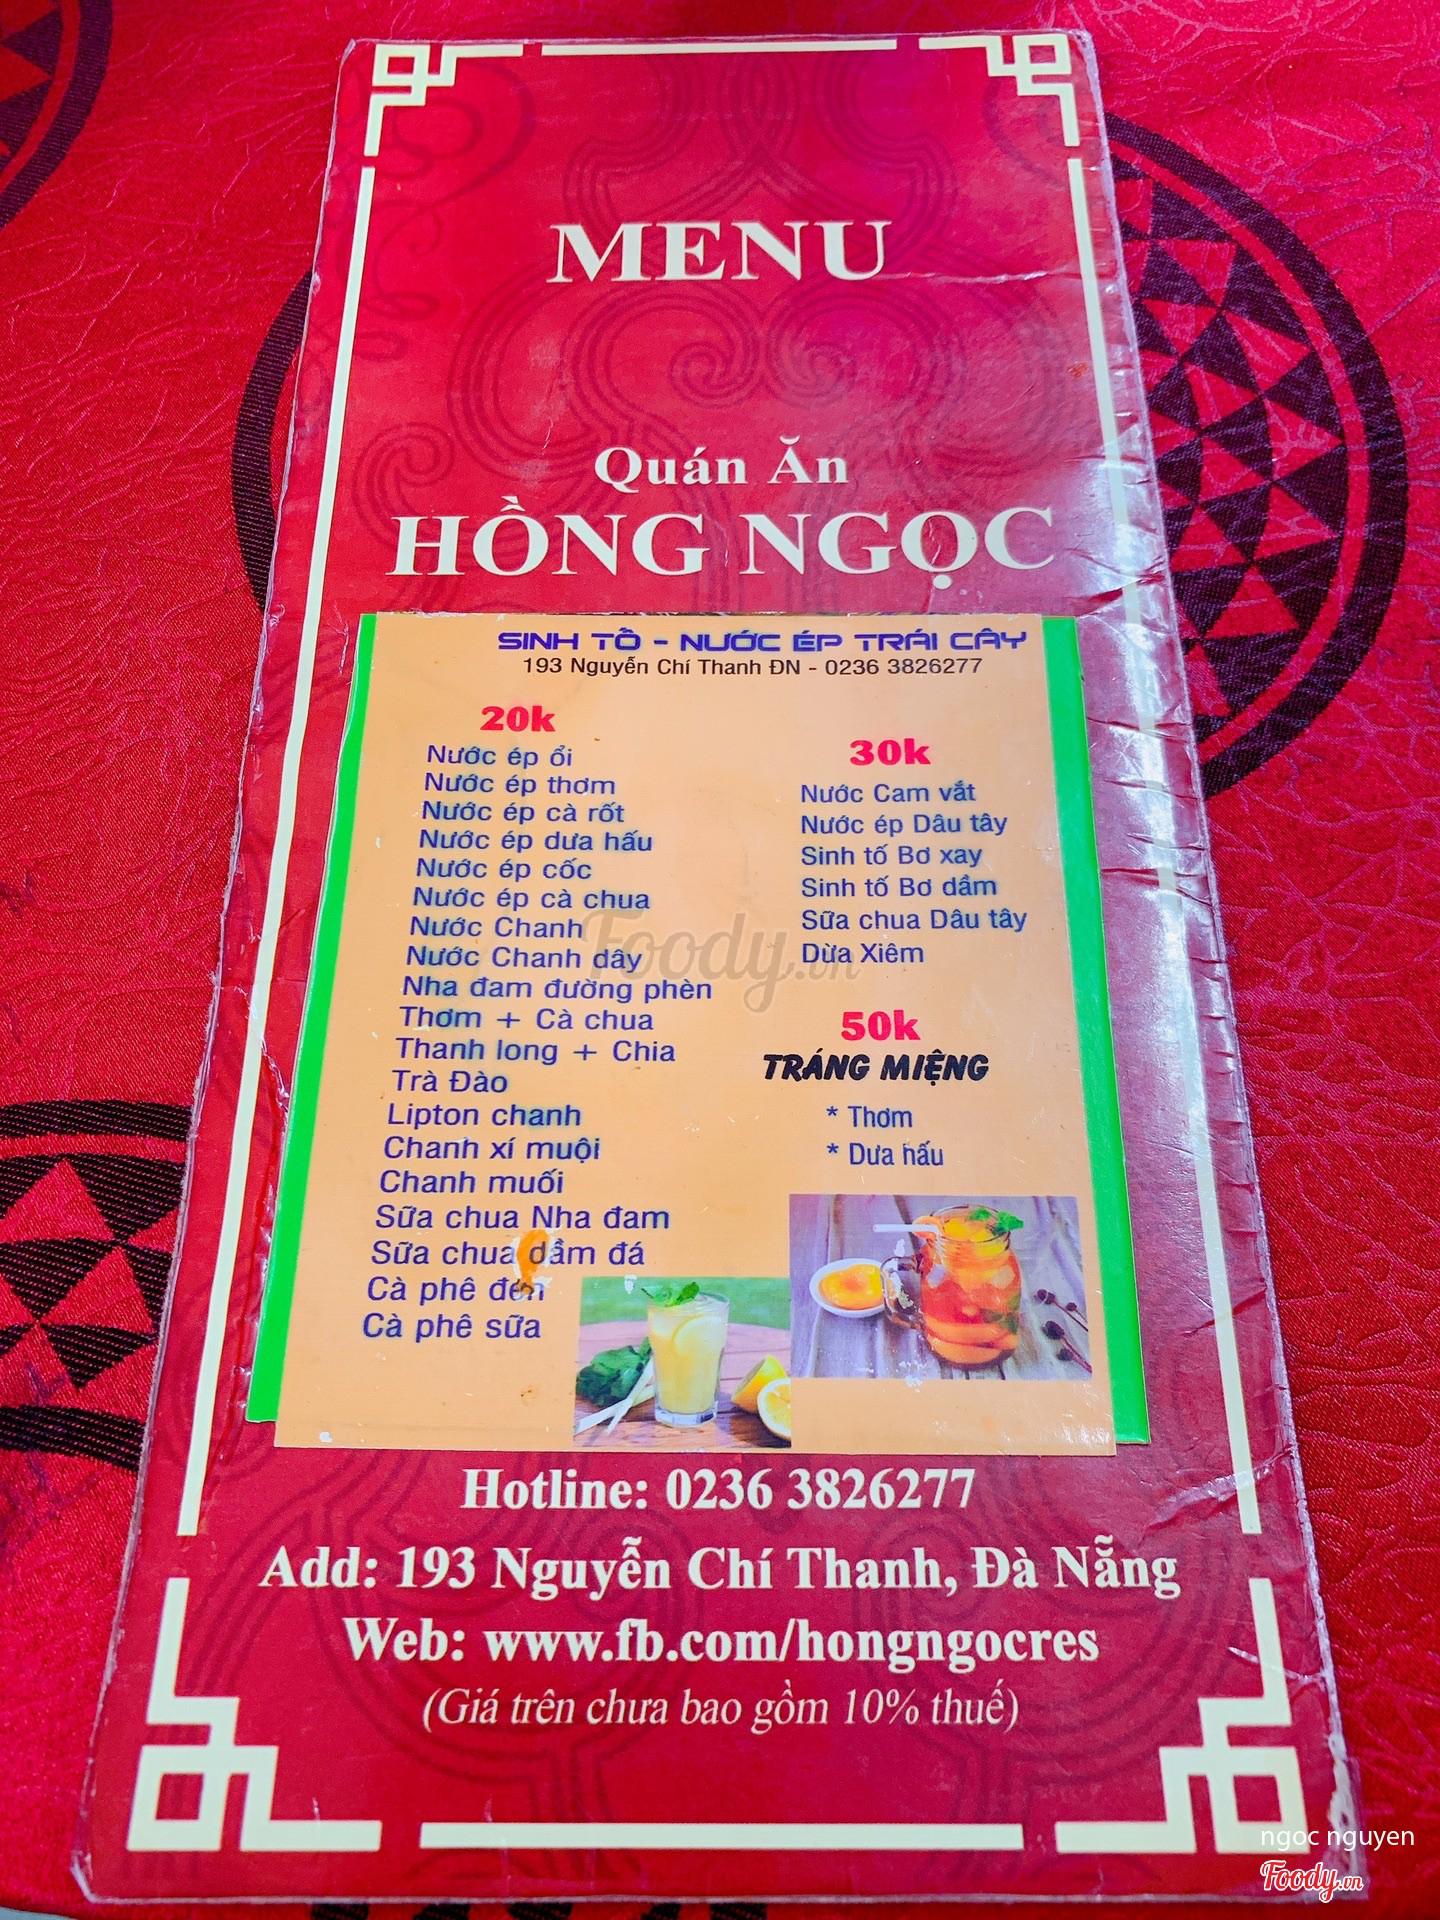 MENU
Quán Ăn
HỒNG NGỌC
SINH TỐ - NƯỚC ÉP TRÁI CÂY
193 Nguyễn Chí Thanh ĐN - 0236 3826277
20k
Nước ép ổi
Nước ép thơm
Nước ép cà rốt
Nước ép dưa hấu
Nước ép cốc
Nước ép cà chua
Nước Chanh
Nước Chanh dây
Nha đam đường phèn
Thơm + Cà chua
Thanh long + Chia
Trà Đào
Lipton chanh
Chanh xí muội
Chanh muối
Sữa chua Nha đam
Sữa chua dầm đá
Cà phê đen
Cà phê sữa
30k
Nước Cam vắt
Nước ép Dâu tây
Sinh tố Bơ xay
Sinh tố Bơ dầm
Sữa chua Dâu tây
Dừa Xiêm
50k
TRÁNG MIỆNG
* Thơm
* Dưa hấu
Foody.vn
Hotline: 0236 3826277
Add: 193 Nguyễn Chí Thanh, Đà Nẵng
Web: www.fb.com/hongngocres
(Giá trên chưa bao gồm 10% thuế)
ngoc nguyen
Foody.vn